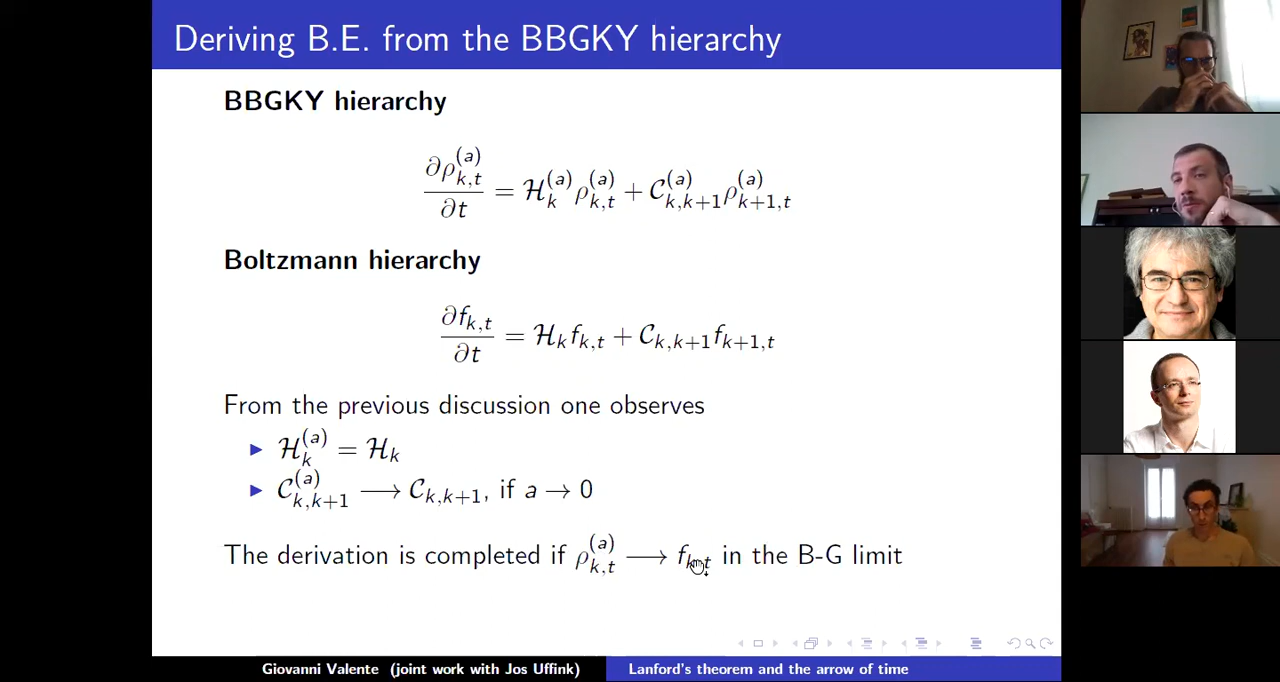 Deriving B.E. from the BBGKY hierarchy
BBGKY hierarchy
∂ρ_{k,t}^{(a)}/∂t = ℋ_k^{(a)} ρ_{k,t}^{(a)} + 𝒞_{k,k+1}^{(a)} ρ_{k+1,t}^{(a)}
Boltzmann hierarchy
∂f_{k,t}/∂t = ℋ_k f_{k,t} + 𝒞_{k,k+1} f_{k+1,t}
From the previous discussion one observes
▶ ℋ_k^{(a)} = ℋ_k
▶ 𝒞_{k,k+1}^{(a)} ⟶ 𝒞_{k,k+1}, if a → 0
The derivation is completed if ρ_{k,t}^{(a)} ⟶ f_{k,t} in the B-G limit
Giovanni Valente (joint work with Jos Uffink)
Lanford's theorem and the arrow of time